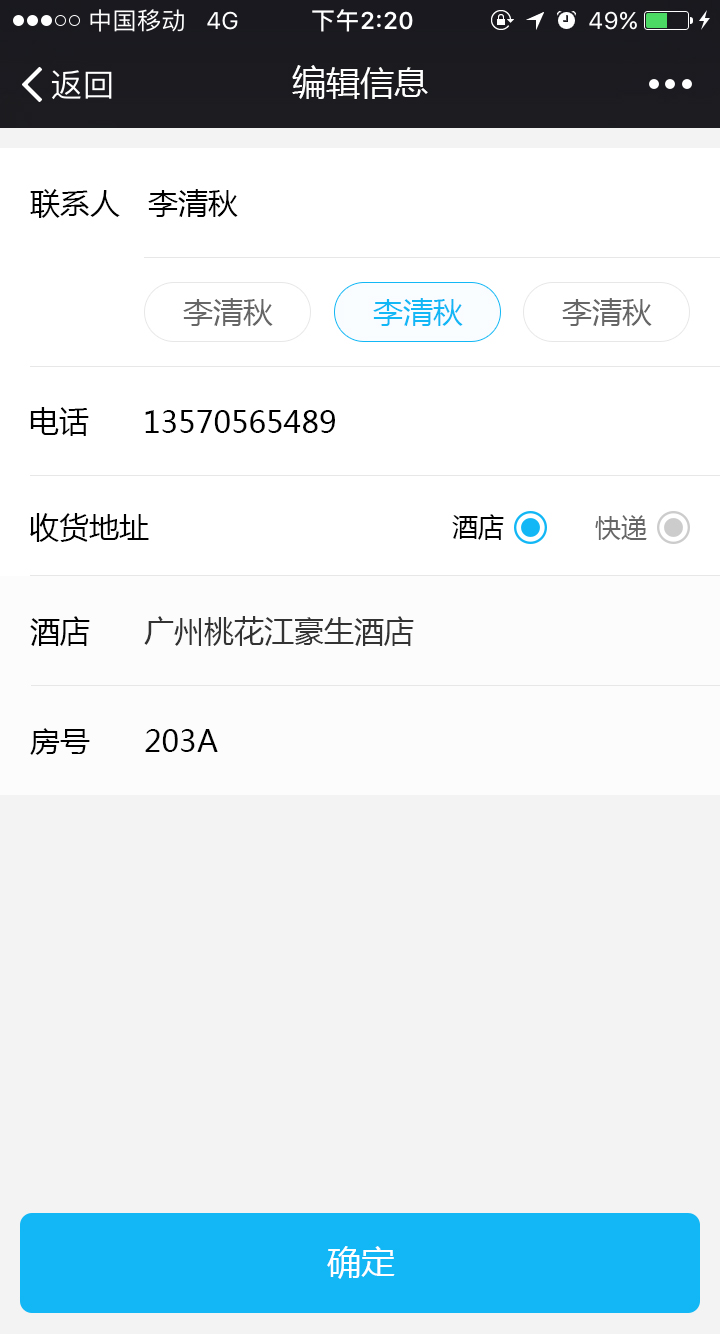 中国移动 4G 下午2:20 49%
返回 编辑信息
联系人 李清秋
李清秋 李清秋 李清秋
电话 13570565489
收货地址 酒店 快递
酒店 广州桃花江豪生酒店
房号 203A
确定